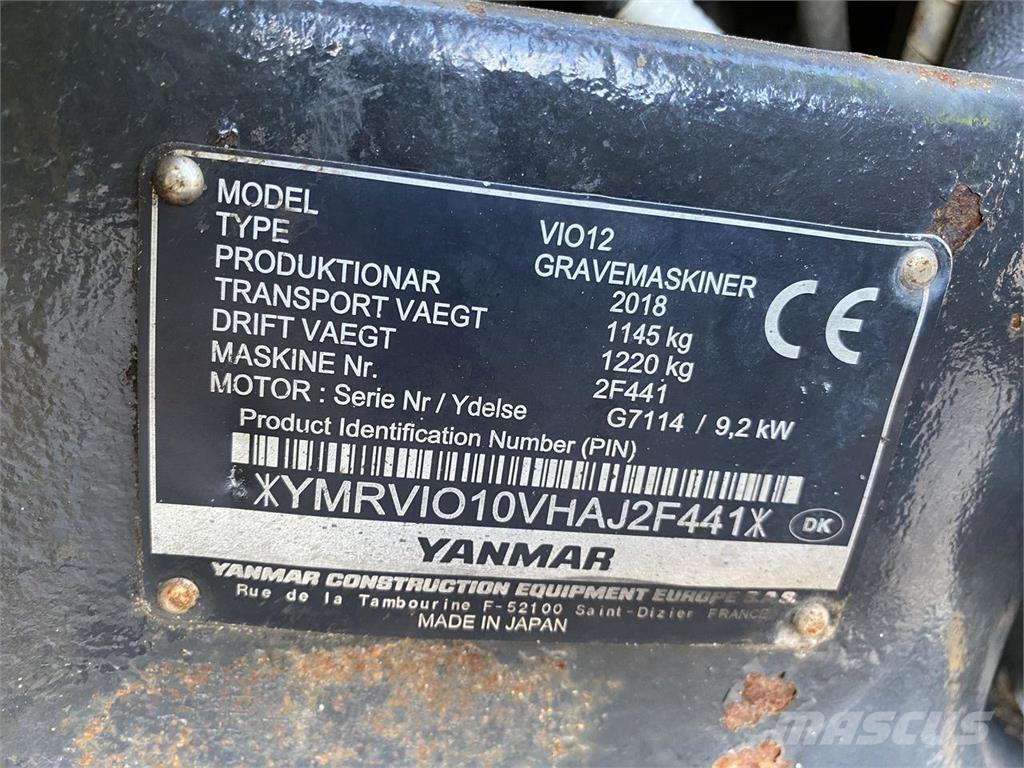 MODEL VIO12
TYPE GRAVEMASKINER
PRODUKTIONAR 2018
TRANSPORT VAEGT 1145 kg
DRIFT VAEGT 1220 kg
MASKINE Nr. 2F441
MOTOR : Serie Nr / Ydelse G7114 / 9,2 kW
CE
Product Identification Number (PIN)
*YMRVIO10VHAJ2F441*
DK
YANMAR
YANMAR CONSTRUCTION EQUIPMENT EUROPE S.A.S.
Rue de la Tambourine F-52100 Saint-Dizier FRANCE
MADE IN JAPAN
MASCUS